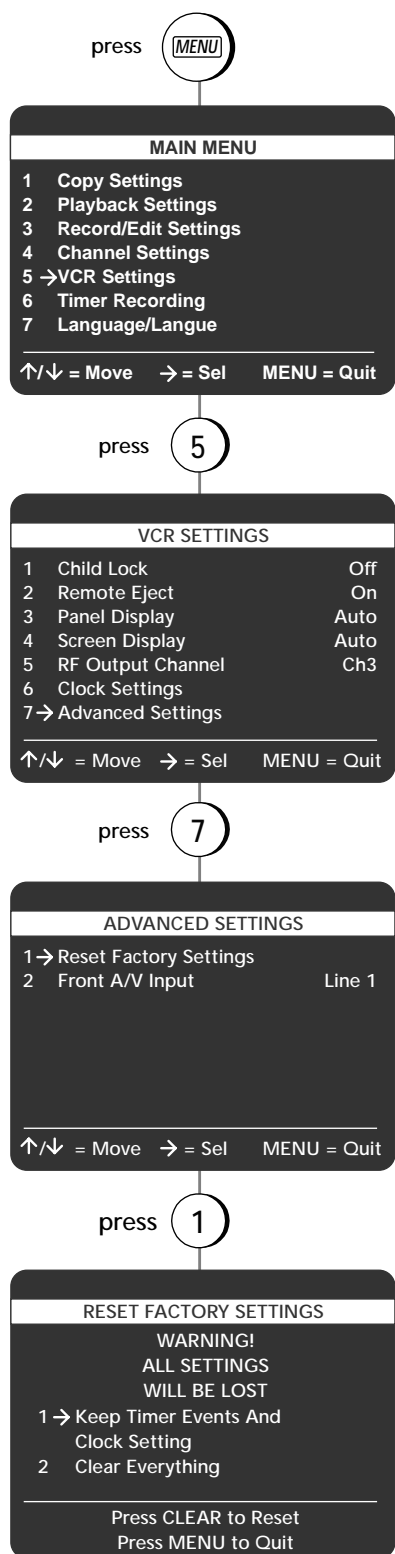 press MENU
MAIN MENU
1 Copy Settings
2 Playback Settings
3 Record/Edit Settings
4 Channel Settings
5 →VCR Settings
6 Timer Recording
7 Language/Langue
↑/↓ = Move → = Sel MENU = Quit
press 5
VCR SETTINGS
1 Child Lock Off
2 Remote Eject On
3 Panel Display Auto
4 Screen Display Auto
5 RF Output Channel Ch3
6 Clock Settings
7→ Advanced Settings
↑/↓ = Move → = Sel MENU = Quit
press 7
ADVANCED SETTINGS
1→ Reset Factory Settings
2 Front A/V Input Line 1
↑/↓ = Move → = Sel MENU = Quit
press 1
RESET FACTORY SETTINGS
WARNING!
ALL SETTINGS
WILL BE LOST
1→ Keep Timer Events And
Clock Setting
2 Clear Everything
Press CLEAR to Reset
Press MENU to Quit